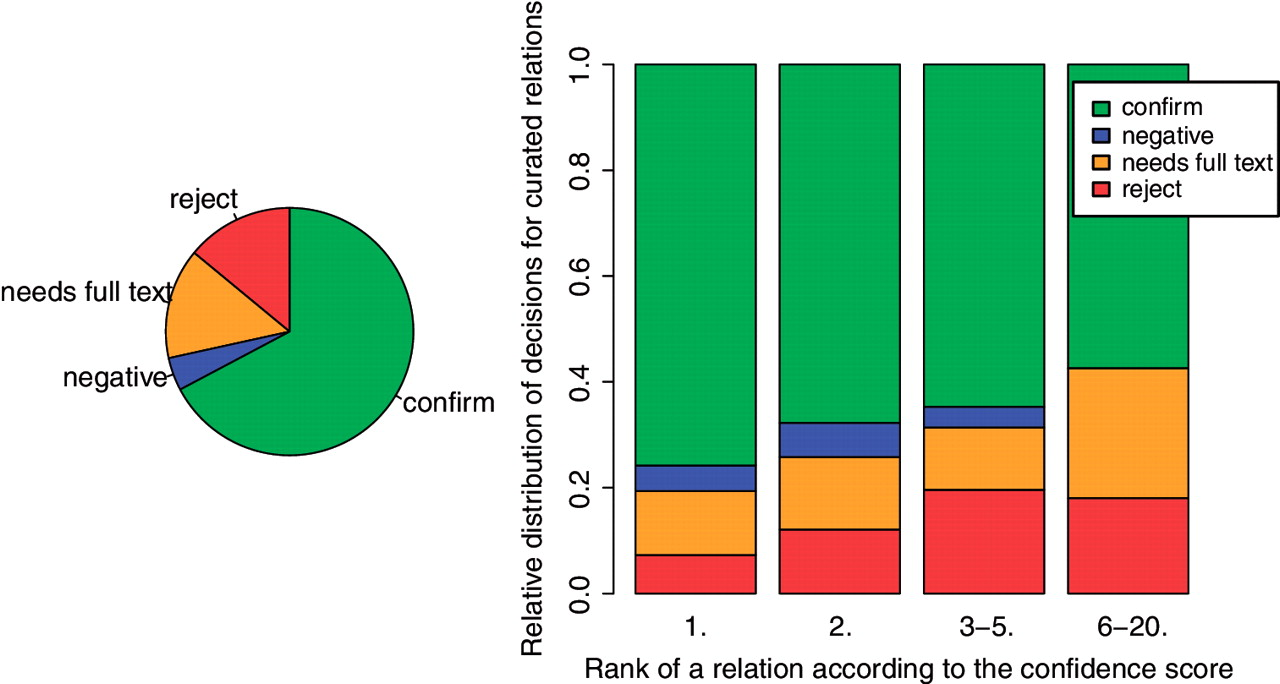 reject
needs full text
negative
confirm
Relative distribution of decisions for curated relations
1.0
0.8
0.6
0.4
0.2
0.0
confirm
negative
needs full text
reject
1.
2.
3–5.
6–20.
Rank of a relation according to the confidence score